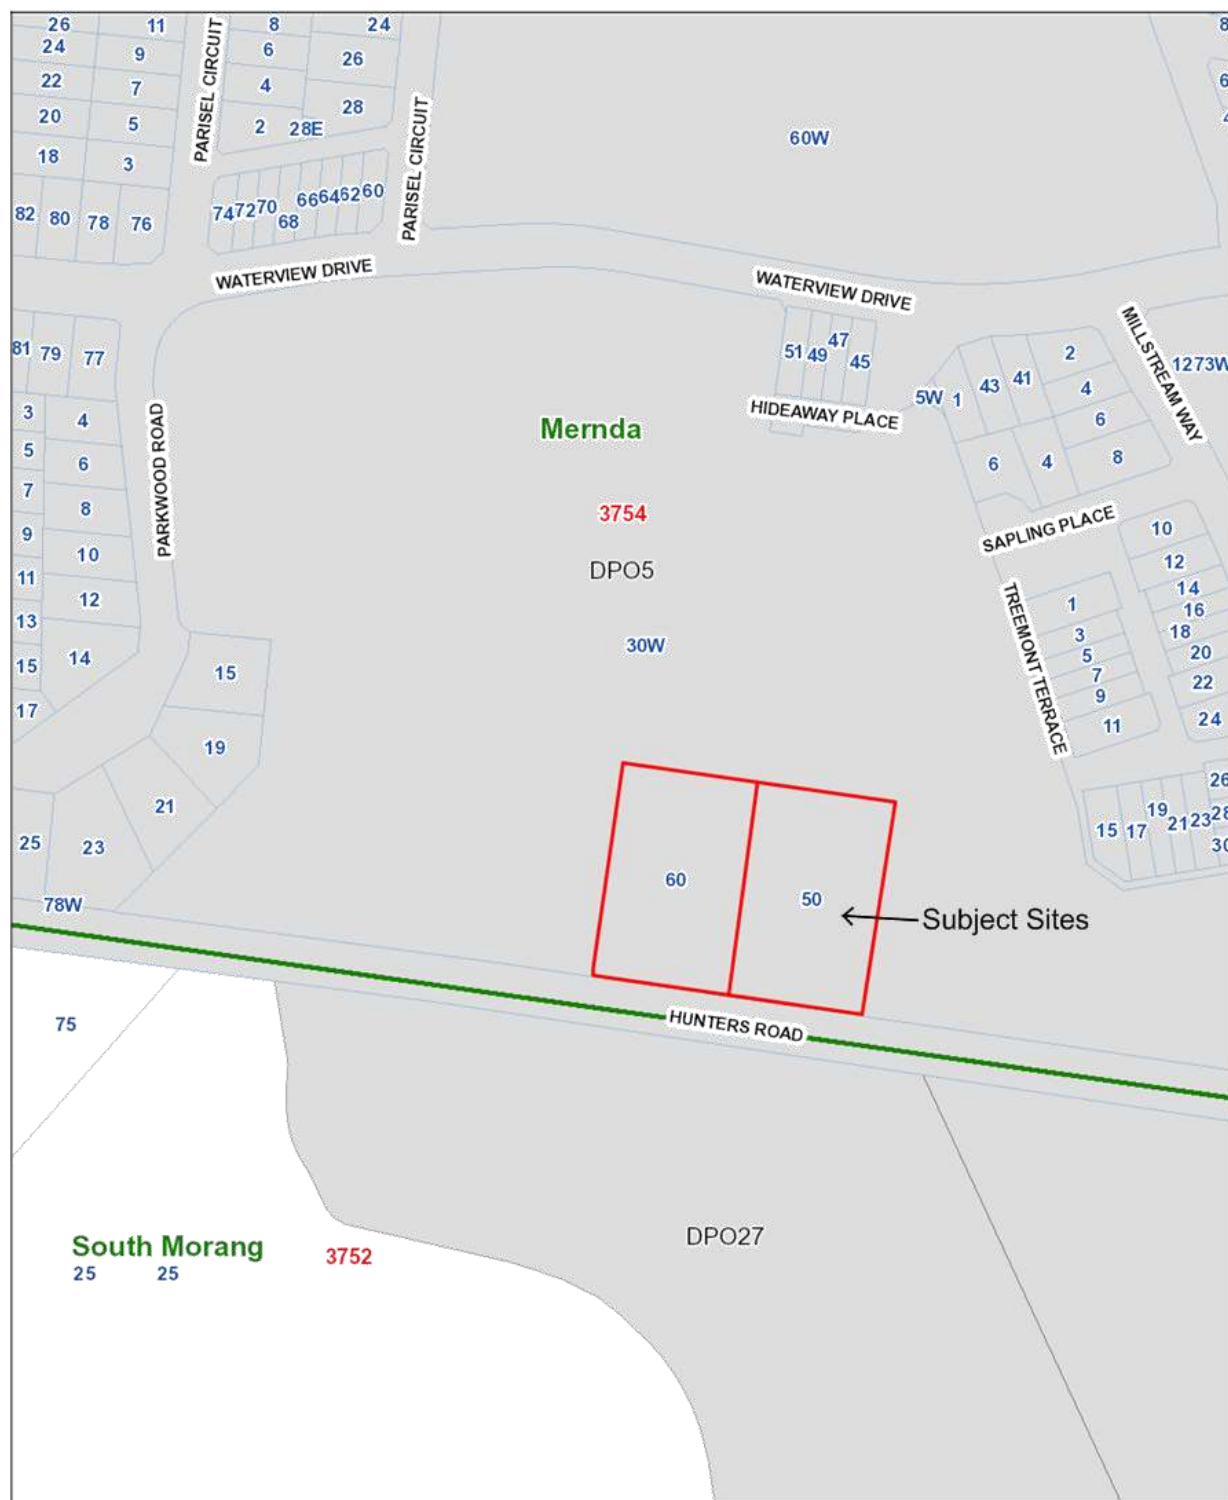 26 11 8 24
24 9 6 26
22 7 4 28
20 5 2 28E
18 3
PARISEL CIRCUIT
PARISEL CIRCUIT
60W
82 80 78 76
74 72 70 68 66 64 62 60
WATERVIEW DRIVE
WATERVIEW DRIVE
81 79 77
51 49 47 45
HIDEAWAY PLACE
5W 1 43 41 2
4
6
8
6 4
MILLSTREAM WAY
1273W
3 4
5 6
7 8
9 10
11 12
13
15 14
17
PARKWOOD ROAD
Mernda
3754
DPO5
30W
SAPLING PLACE
10
12
14
16
18
20
22
24
TREEMONT TERRACE
1
3
5
7
9
11
15
19
21
23
25
78W
15 17 19 21 23
26
28
30
60
50
Subject Sites
HUNTERS ROAD
75
DPO27
South Morang
3752
25 25